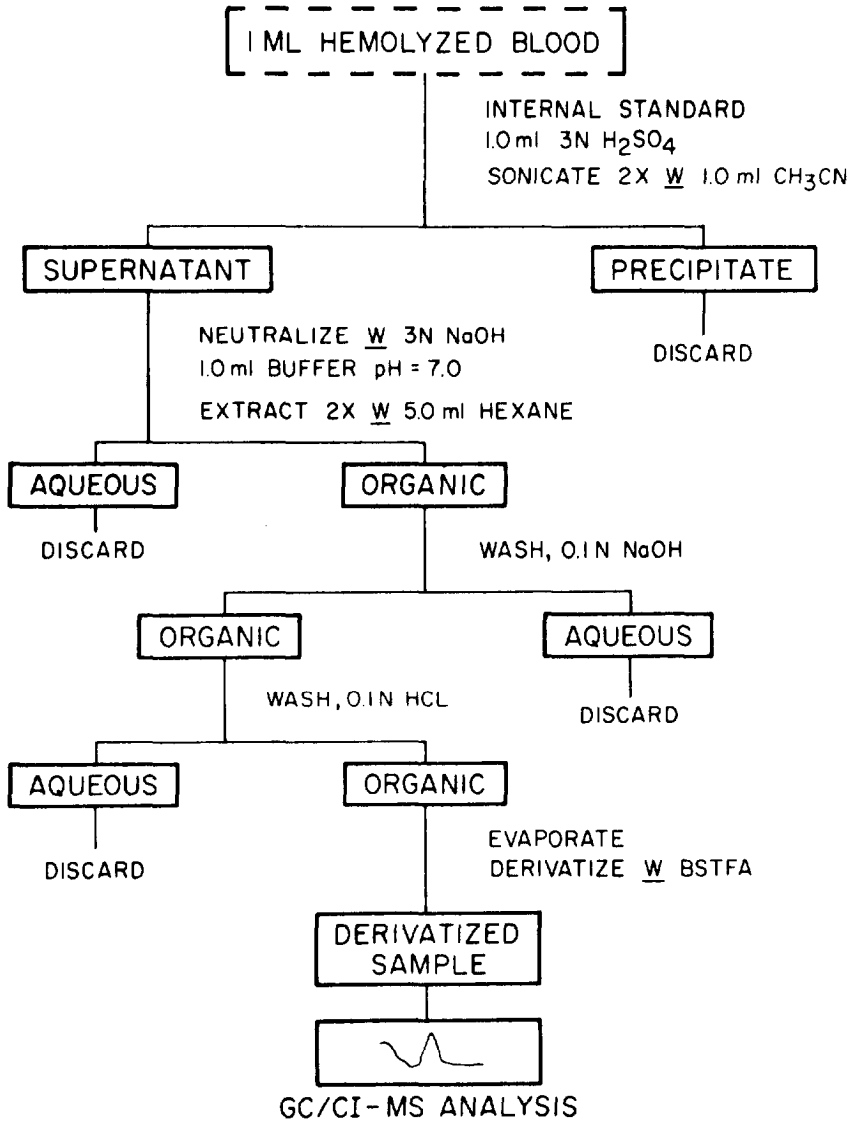 1 ML HEMOLYZED BLOOD
INTERNAL STANDARD
1.0 ml 3N H₂SO₄
SONICATE 2X W 1.0 ml CH₃CN
SUPERNATANT
PRECIPITATE
DISCARD
NEUTRALIZE W 3N NaOH
1.0 ml BUFFER pH = 7.0
EXTRACT 2X W 5.0 ml HEXANE
AQUEOUS
ORGANIC
DISCARD
WASH, 0.1N NaOH
ORGANIC
AQUEOUS
DISCARD
WASH, 0.1N HCL
AQUEOUS
ORGANIC
DISCARD
EVAPORATE
DERIVATIZE W BSTFA
DERIVATIZED
SAMPLE
GC/CI-MS ANALYSIS